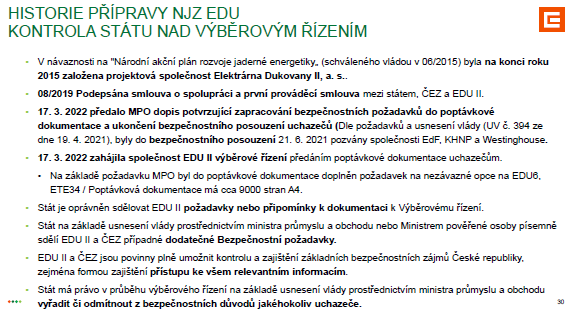 HISTORIE PŘÍPRAVY NJZ EDU
KONTROLA STÁTU NAD VÝBĚROVÝM ŘÍZENÍM
- V návaznosti na "Národní akční plán rozvoje jaderné energetiky„ (schváleného vládou v 06/2015) byla na konci roku
2015 založena projektová společnost Elektrárna Dukovany II, a. s..
- 08/2019 Podepsána smlouva o spolupráci a první prováděcí smlouva mezi státem, ČEZ a EDU II.
- 17. 3. 2022 předalo MPO dopis potvrzující zapracování bezpečnostních požadavků do poptávkové
dokumentace a ukončení bezpečnostního posouzení uchazečů (Dle požadavků a usnesení vlády (UV č. 394 ze
dne 19. 4. 2021), byly do bezpečnostního posouzení 21. 6. 2021 pozvány společnosti EdF, KHNP a Westinghouse.
- 17. 3. 2022 zahájila společnost EDU II výběrové řízení předáním poptávkové dokumentace uchazečům.
• Na základě požadavku MPO byl do poptávkové dokumentace doplněn požadavek na nezávazné opce na EDU6,
ETE34 / Poptávková dokumentace má cca 9000 stran A4.
- Stát je oprávněn sdělovat EDU II požadavky nebo připomínky k dokumentaci k Výběrovému řízení.
- Stát na základě usnesení vlády prostřednictvím ministra průmyslu a obchodu nebo Ministrem pověřené osoby písemně
sdělí EDU II a ČEZ případné dodatečné Bezpečnostní požadavky.
- EDU II a ČEZ jsou povinny plně umožnit kontrolu a zajištění základních bezpečnostních zájmů České republiky,
zejména formou zajištění přístupu ke všem relevantním informacím.
- Stát má právo v průběhu výběrového řízení na základě usnesení vlády prostřednictvím ministra průmyslu a obchodu
vyřadit či odmítnout z bezpečnostních důvodů jakéhokoliv uchazeče.
30